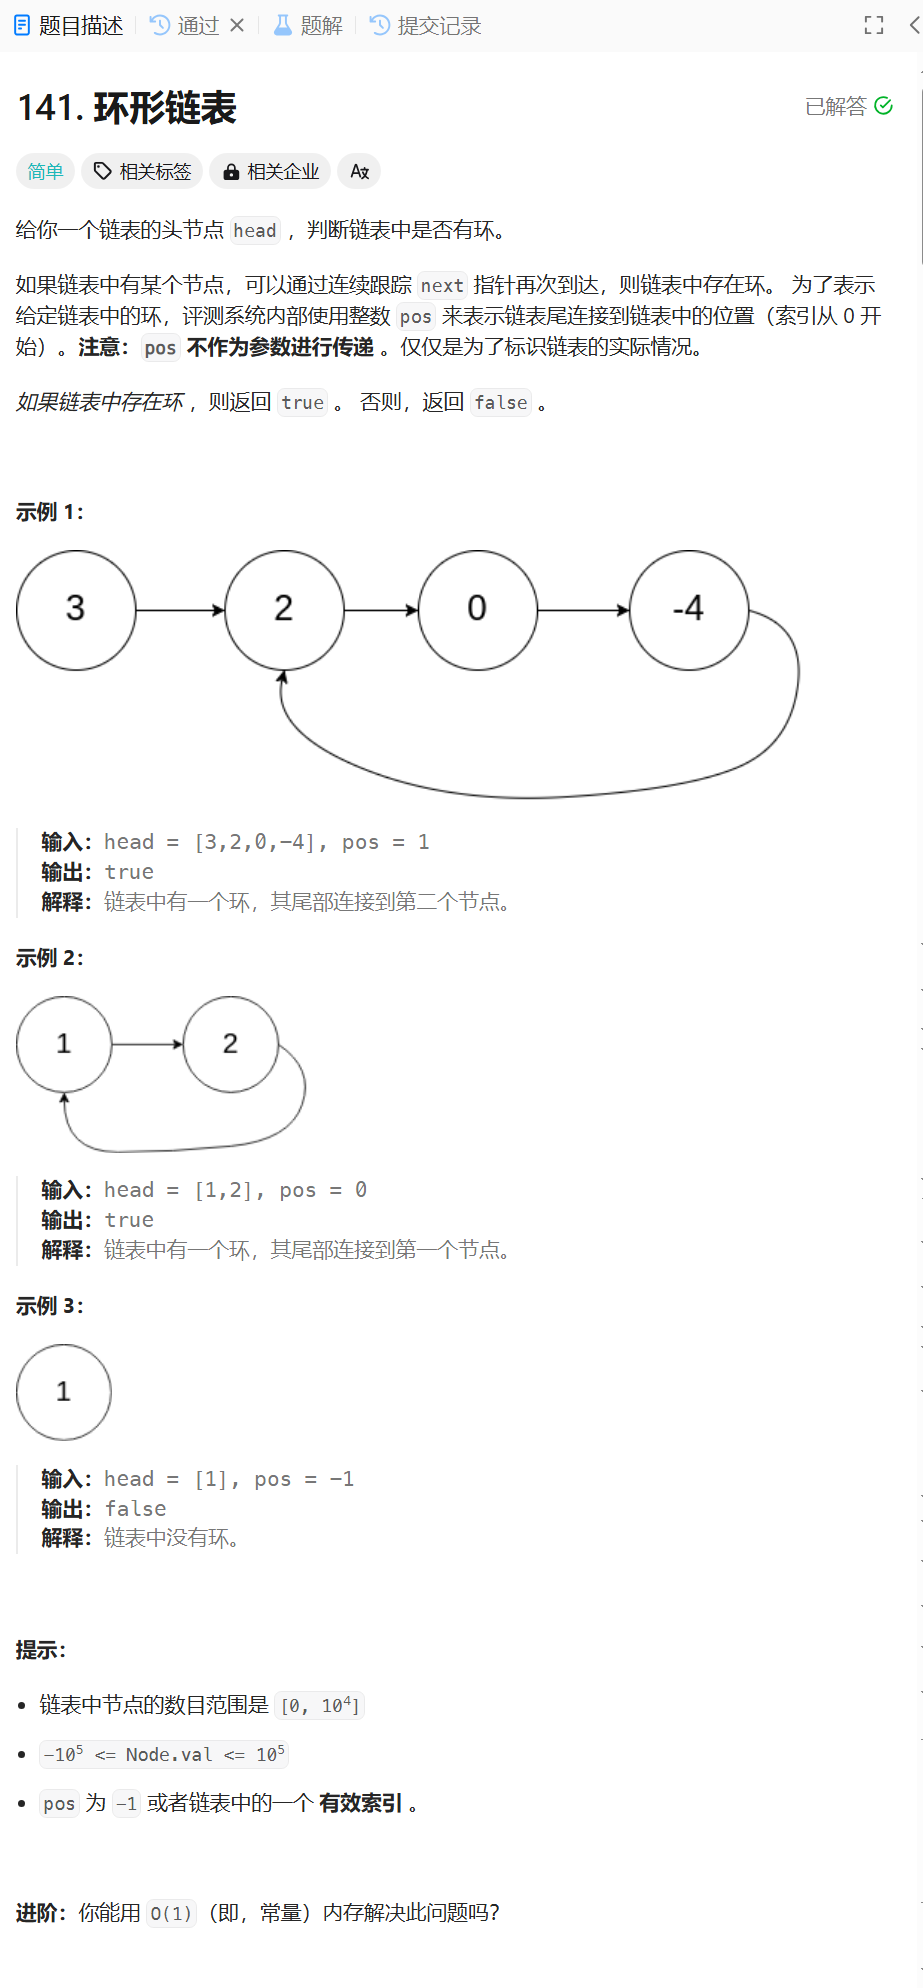 题目描述 通过 题解 提交记录
141. 环形链表
已解答
简单 相关标签 相关企业
给你一个链表的头节点 head ，判断链表中是否有环。
如果链表中有某个节点，可以通过连续跟踪 next 指针再次到达，则链表中存在环。 为了表示
给定链表中的环，评测系统内部使用整数 pos 来表示链表尾连接到链表中的位置（索引从 0 开
始）。注意：pos 不作为参数进行传递 。仅仅是为了标识链表的实际情况。
如果链表中存在环 ，则返回 true 。 否则，返回 false 。
示例 1：
3 2 0 -4
输入：head = [3,2,0,-4], pos = 1
输出：true
解释：链表中有一个环，其尾部连接到第二个节点。
示例 2：
1 2
输入：head = [1,2], pos = 0
输出：true
解释：链表中有一个环，其尾部连接到第一个节点。
示例 3：
1
输入：head = [1], pos = -1
输出：false
解释：链表中没有环。
提示：
• 链表中节点的数目范围是 [0, 10⁴]
• -10⁵ <= Node.val <= 10⁵
• pos 为 -1 或者链表中的一个 有效索引 。
进阶：你能用 O(1)（即，常量）内存解决此问题吗？